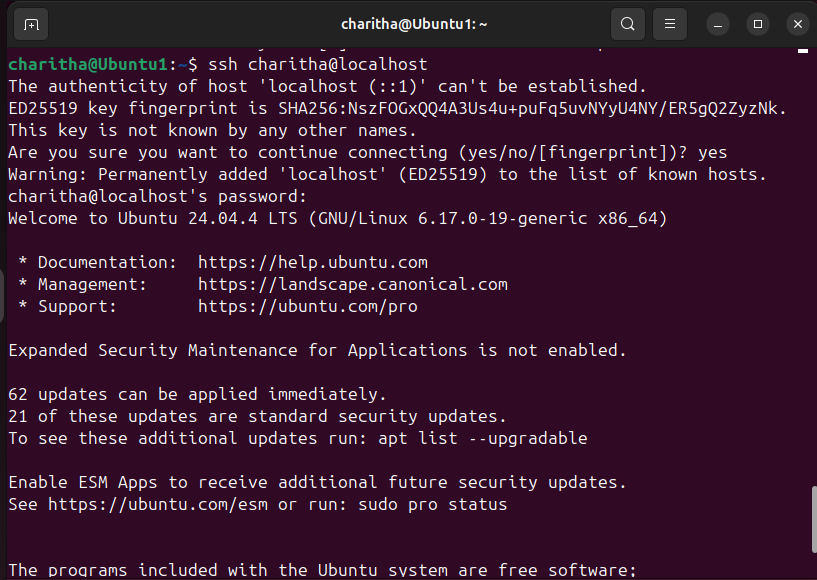 charitha@Ubuntu1: ~
charitha@Ubuntu1:~$ ssh charitha@localhost
The authenticity of host 'localhost (::1)' can't be established.
ED25519 key fingerprint is SHA256:NszFOGxQQ4A3Us4u+puFq5uvNYyU4NY/ER5gQ2ZyzNk.
This key is not known by any other names.
Are you sure you want to continue connecting (yes/no/[fingerprint])? yes
Warning: Permanently added 'localhost' (ED25519) to the list of known hosts.
charitha@localhost's password:
Welcome to Ubuntu 24.04.4 LTS (GNU/Linux 6.17.0-19-generic x86_64)
* Documentation:  https://help.ubuntu.com
* Management:     https://landscape.canonical.com
* Support:        https://ubuntu.com/pro
Expanded Security Maintenance for Applications is not enabled.
62 updates can be applied immediately.
21 of these updates are standard security updates.
To see these additional updates run: apt list --upgradable
Enable ESM Apps to receive additional future security updates.
See https://ubuntu.com/esm or run: sudo pro status
The programs included with the Ubuntu system are free software;